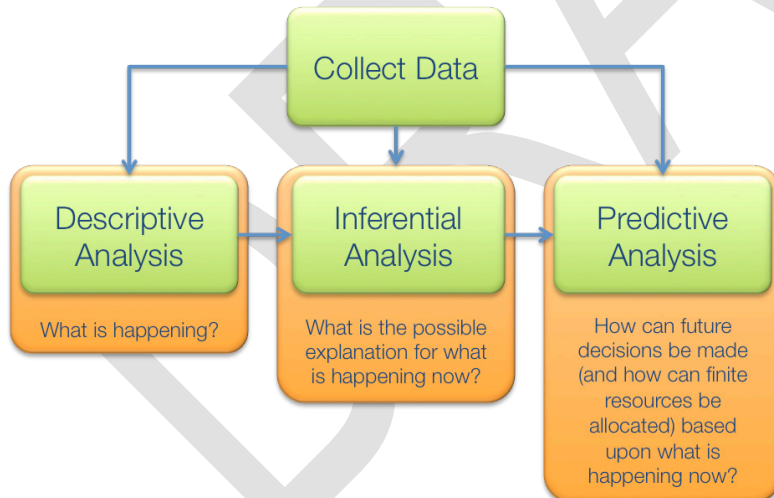 Collect Data
Descriptive
Analysis
Inferential
Analysis
Predictive
Analysis
What is happening?
What is the possible
explanation for what
is happening now?
How can future
decisions be made
(and how can finite
resources be
allocated) based
upon what is
happening now?